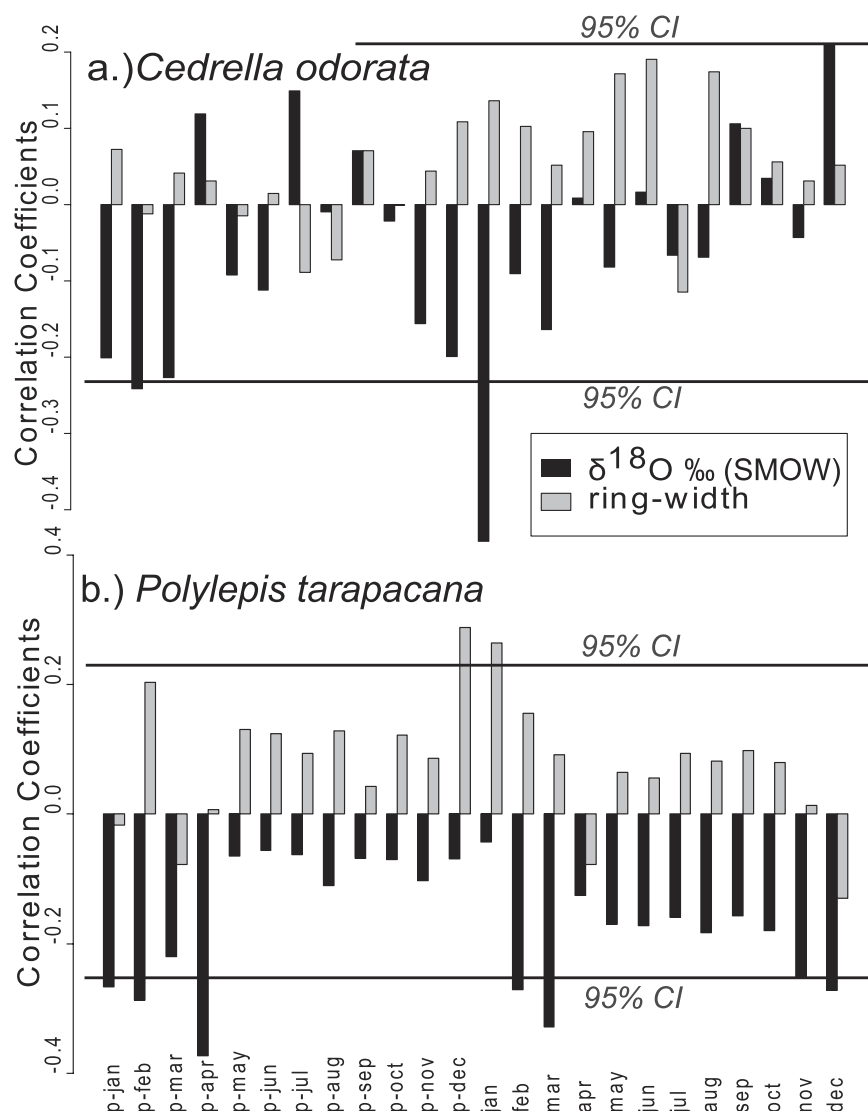 95% CI
a.)Cedrella odorata
0.2
0.1
0.0
-0.1
-0.2
-0.3
-0.4
Correlation Coefficients
95% CI
δ18O ‰ (SMOW)
ring-width
b.) Polylepis tarapacana
0.4
0.2
0.0
-0.2
-0.4
Correlation Coefficients
95% CI
95% CI
p-jan
p-feb
p-mar
p-apr
p-may
p-jun
p-jul
p-aug
p-sep
p-oct
p-nov
p-dec
jan
feb
mar
apr
may
jun
jul
aug
sep
oct
nov
dec